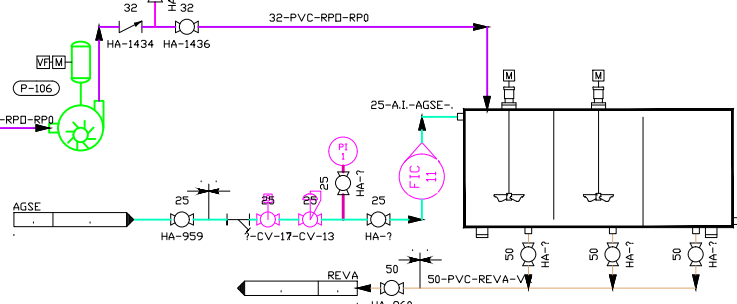 32
32
HA-1434
HA-1436
32-PVC-RPO-RPO
VF
M
P-106
-RPO-RPO
M
M
25-A.I.-AGSE-.
PI
1
25
HA-?
FIC
11
AGSE
25
25
25
25
HA-959
?-CV-17
?-CV-13
HA-?
50
HA-?
50
HA-?
50
HA-?
REVA
50
50-PVC-REVA-V